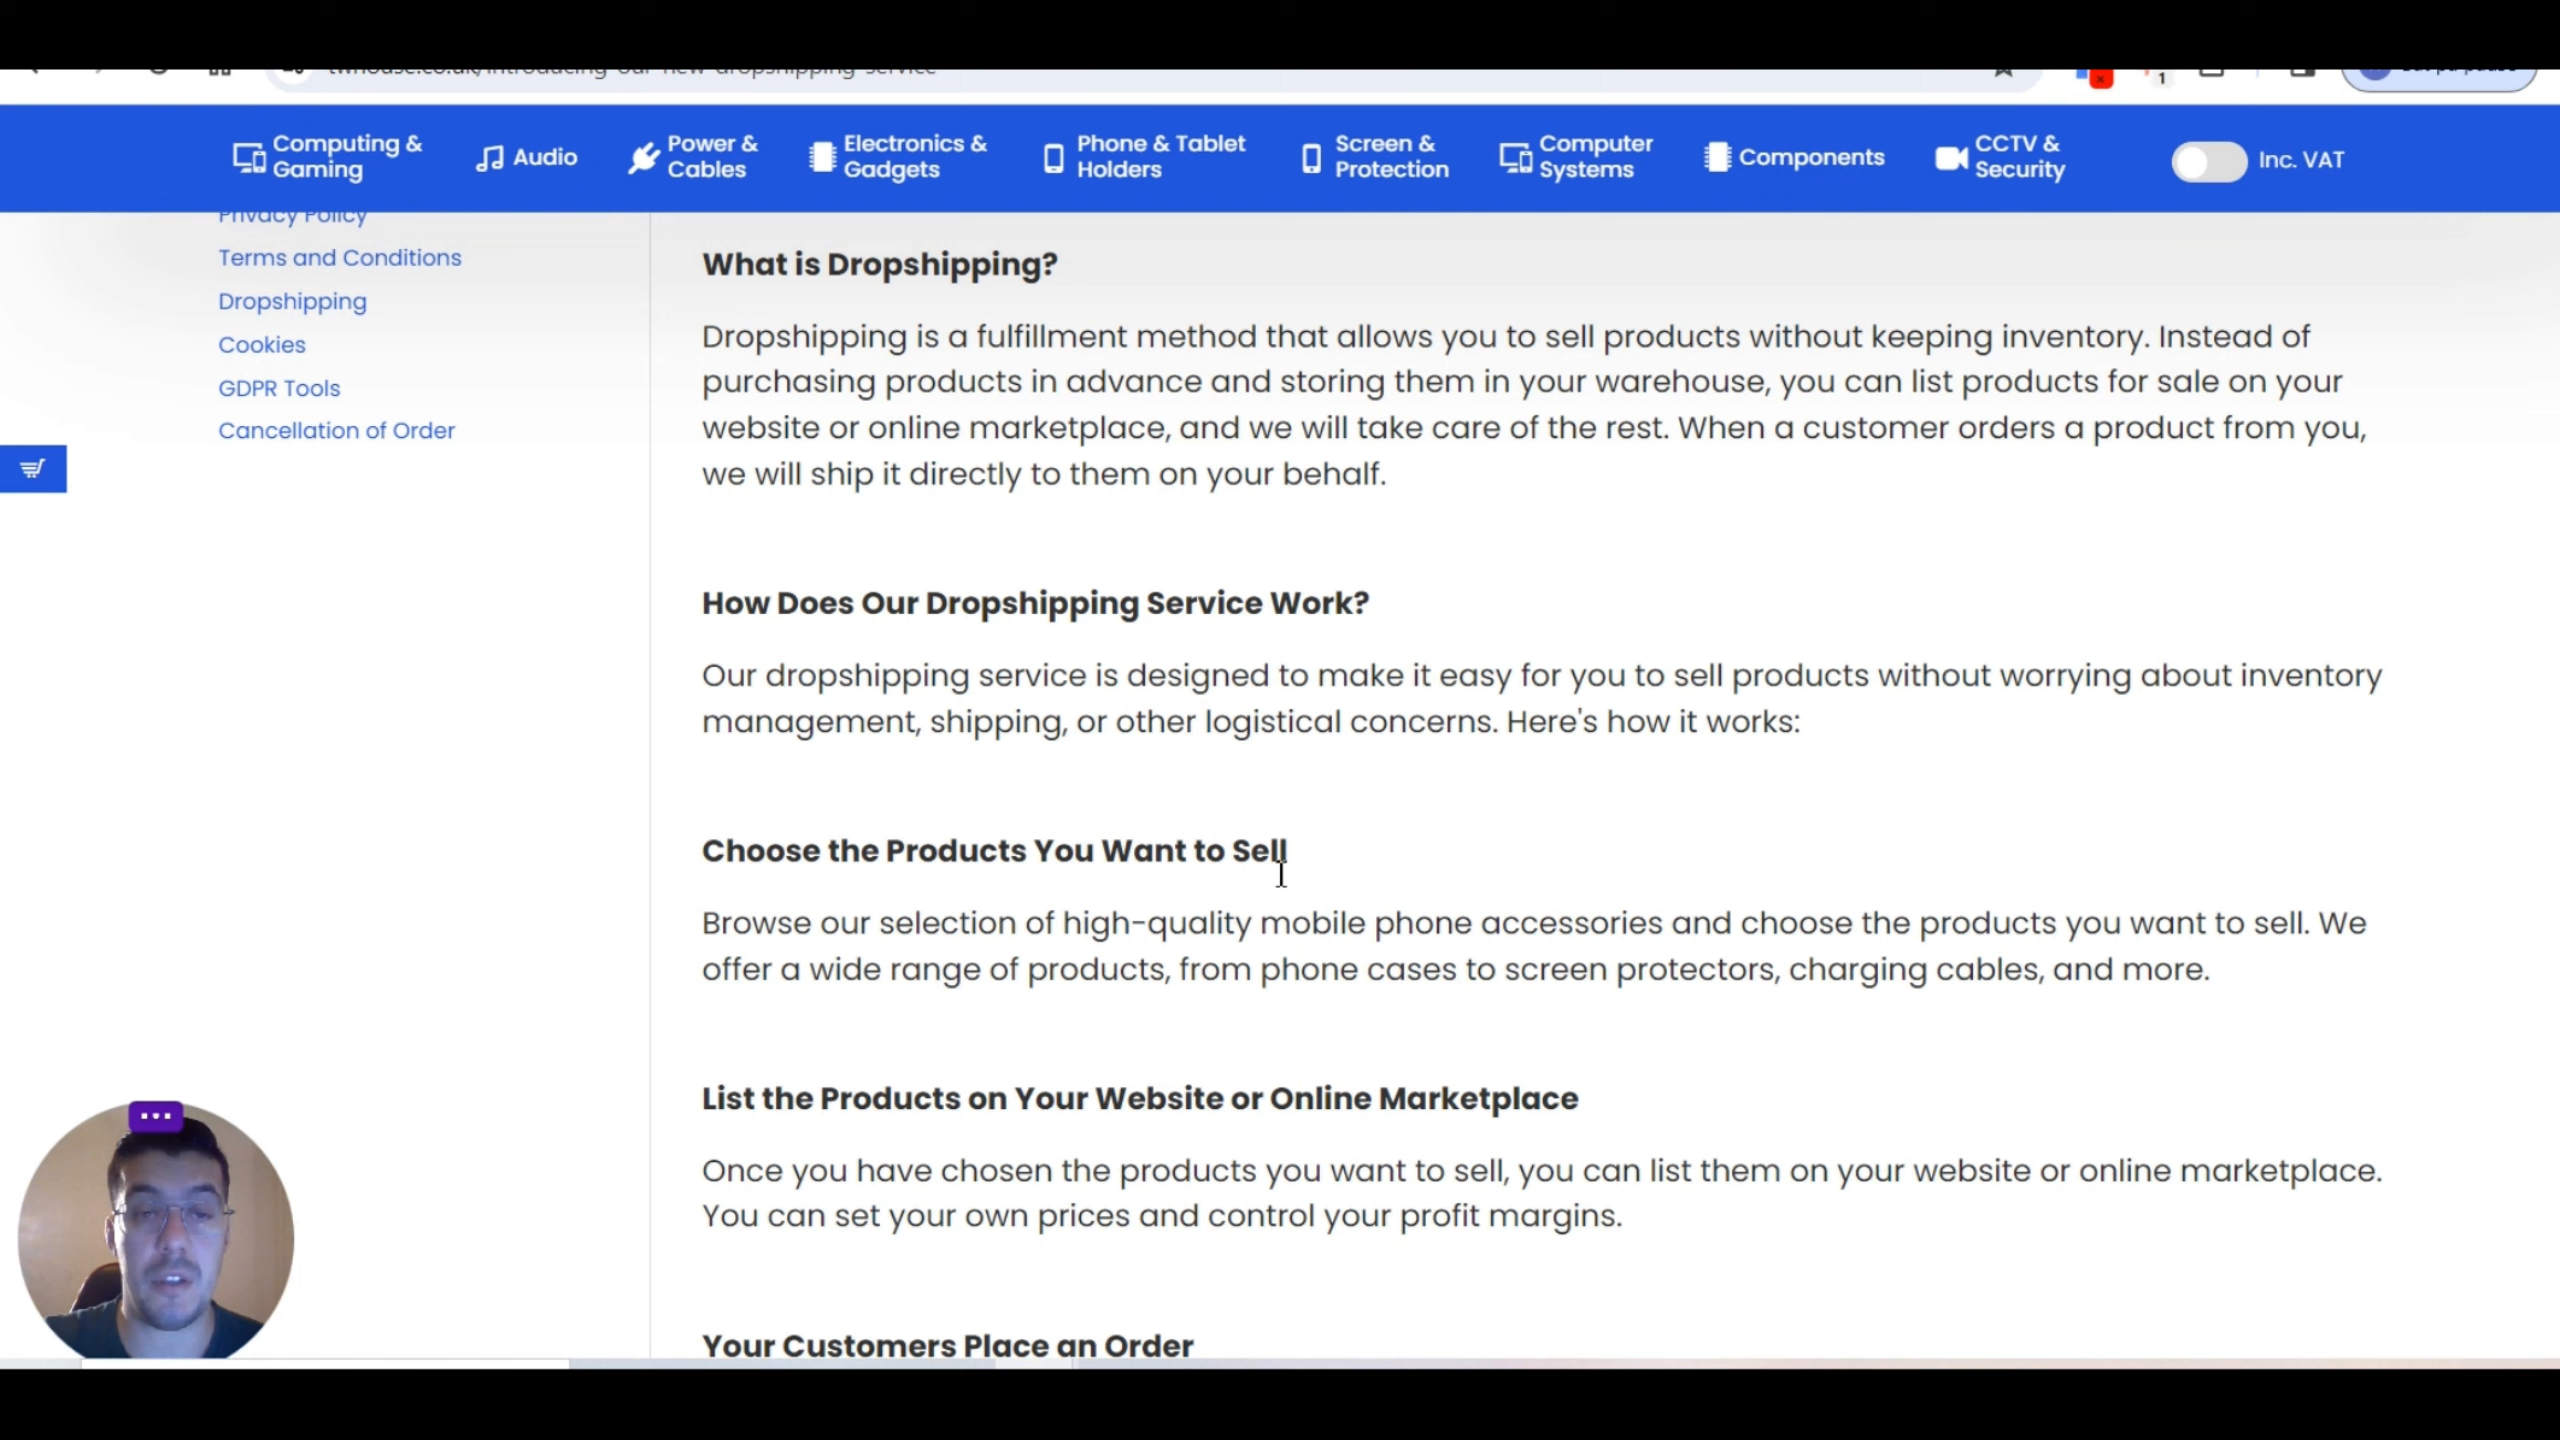 twhouse.co.uk/introducing-our-new-dropshipping-service
1
Computing &
Gaming
Audio
Power &
Cables
Electronics &
Gadgets
Phone & Tablet
Holders
Screen &
Protection
Computer
Systems
Components
CCTV &
Security
Inc. VAT
Privacy Policy
Terms and Conditions
Dropshipping
Cookies
GDPR Tools
Cancellation of Order
What is Dropshipping?
Dropshipping is a fulfillment method that allows you to sell products without keeping inventory. Instead of
purchasing products in advance and storing them in your warehouse, you can list products for sale on your
website or online marketplace, and we will take care of the rest. When a customer orders a product from you,
we will ship it directly to them on your behalf.
How Does Our Dropshipping Service Work?
Our dropshipping service is designed to make it easy for you to sell products without worrying about inventory
management, shipping, or other logistical concerns. Here's how it works:
Choose the Products You Want to Sell
Browse our selection of high-quality mobile phone accessories and choose the products you want to sell. We
offer a wide range of products, from phone cases to screen protectors, charging cables, and more.
List the Products on Your Website or Online Marketplace
Once you have chosen the products you want to sell, you can list them on your website or online marketplace.
You can set your own prices and control your profit margins.
Your Customers Place an Order